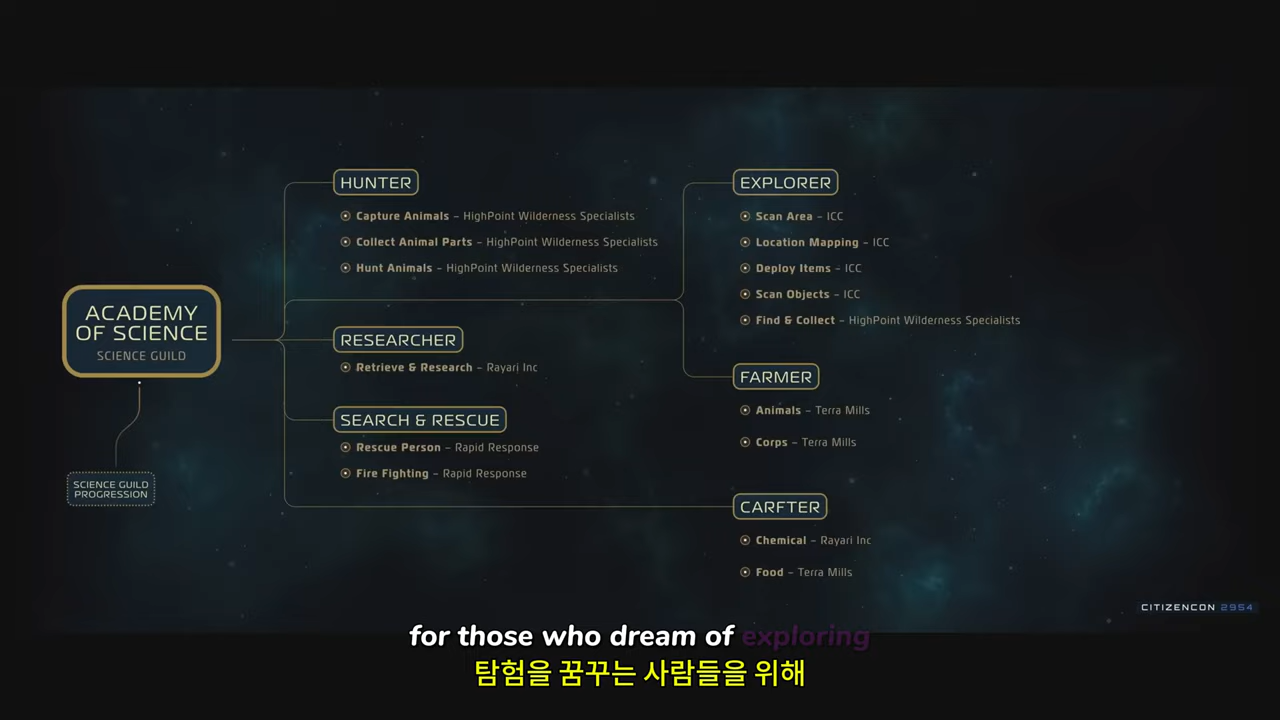 ACADEMY
OF SCIENCE
SCIENCE GUILD
SCIENCE GUILD
PROGRESSION
HUNTER
Capture Animals – HighPoint Wilderness Specialists
Collect Animal Parts – HighPoint Wilderness Specialists
Hunt Animals – HighPoint Wilderness Specialists
RESEARCHER
Retrieve & Research – Rayari Inc
SEARCH & RESCUE
Rescue Person – Rapid Response
Fire Fighting – Rapid Response
EXPLORER
Scan Area – ICC
Location Mapping – ICC
Deploy Items – ICC
Scan Objects – ICC
Find & Collect – HighPoint Wilderness Specialists
FARMER
Animals – Terra Mills
Corps – Terra Mills
CARFTER
Chemical – Rayari Inc
Food – Terra Mills
CITIZENCON 2954
for those who dream of exploring
탐험을 꿈꾸는 사람들을 위해